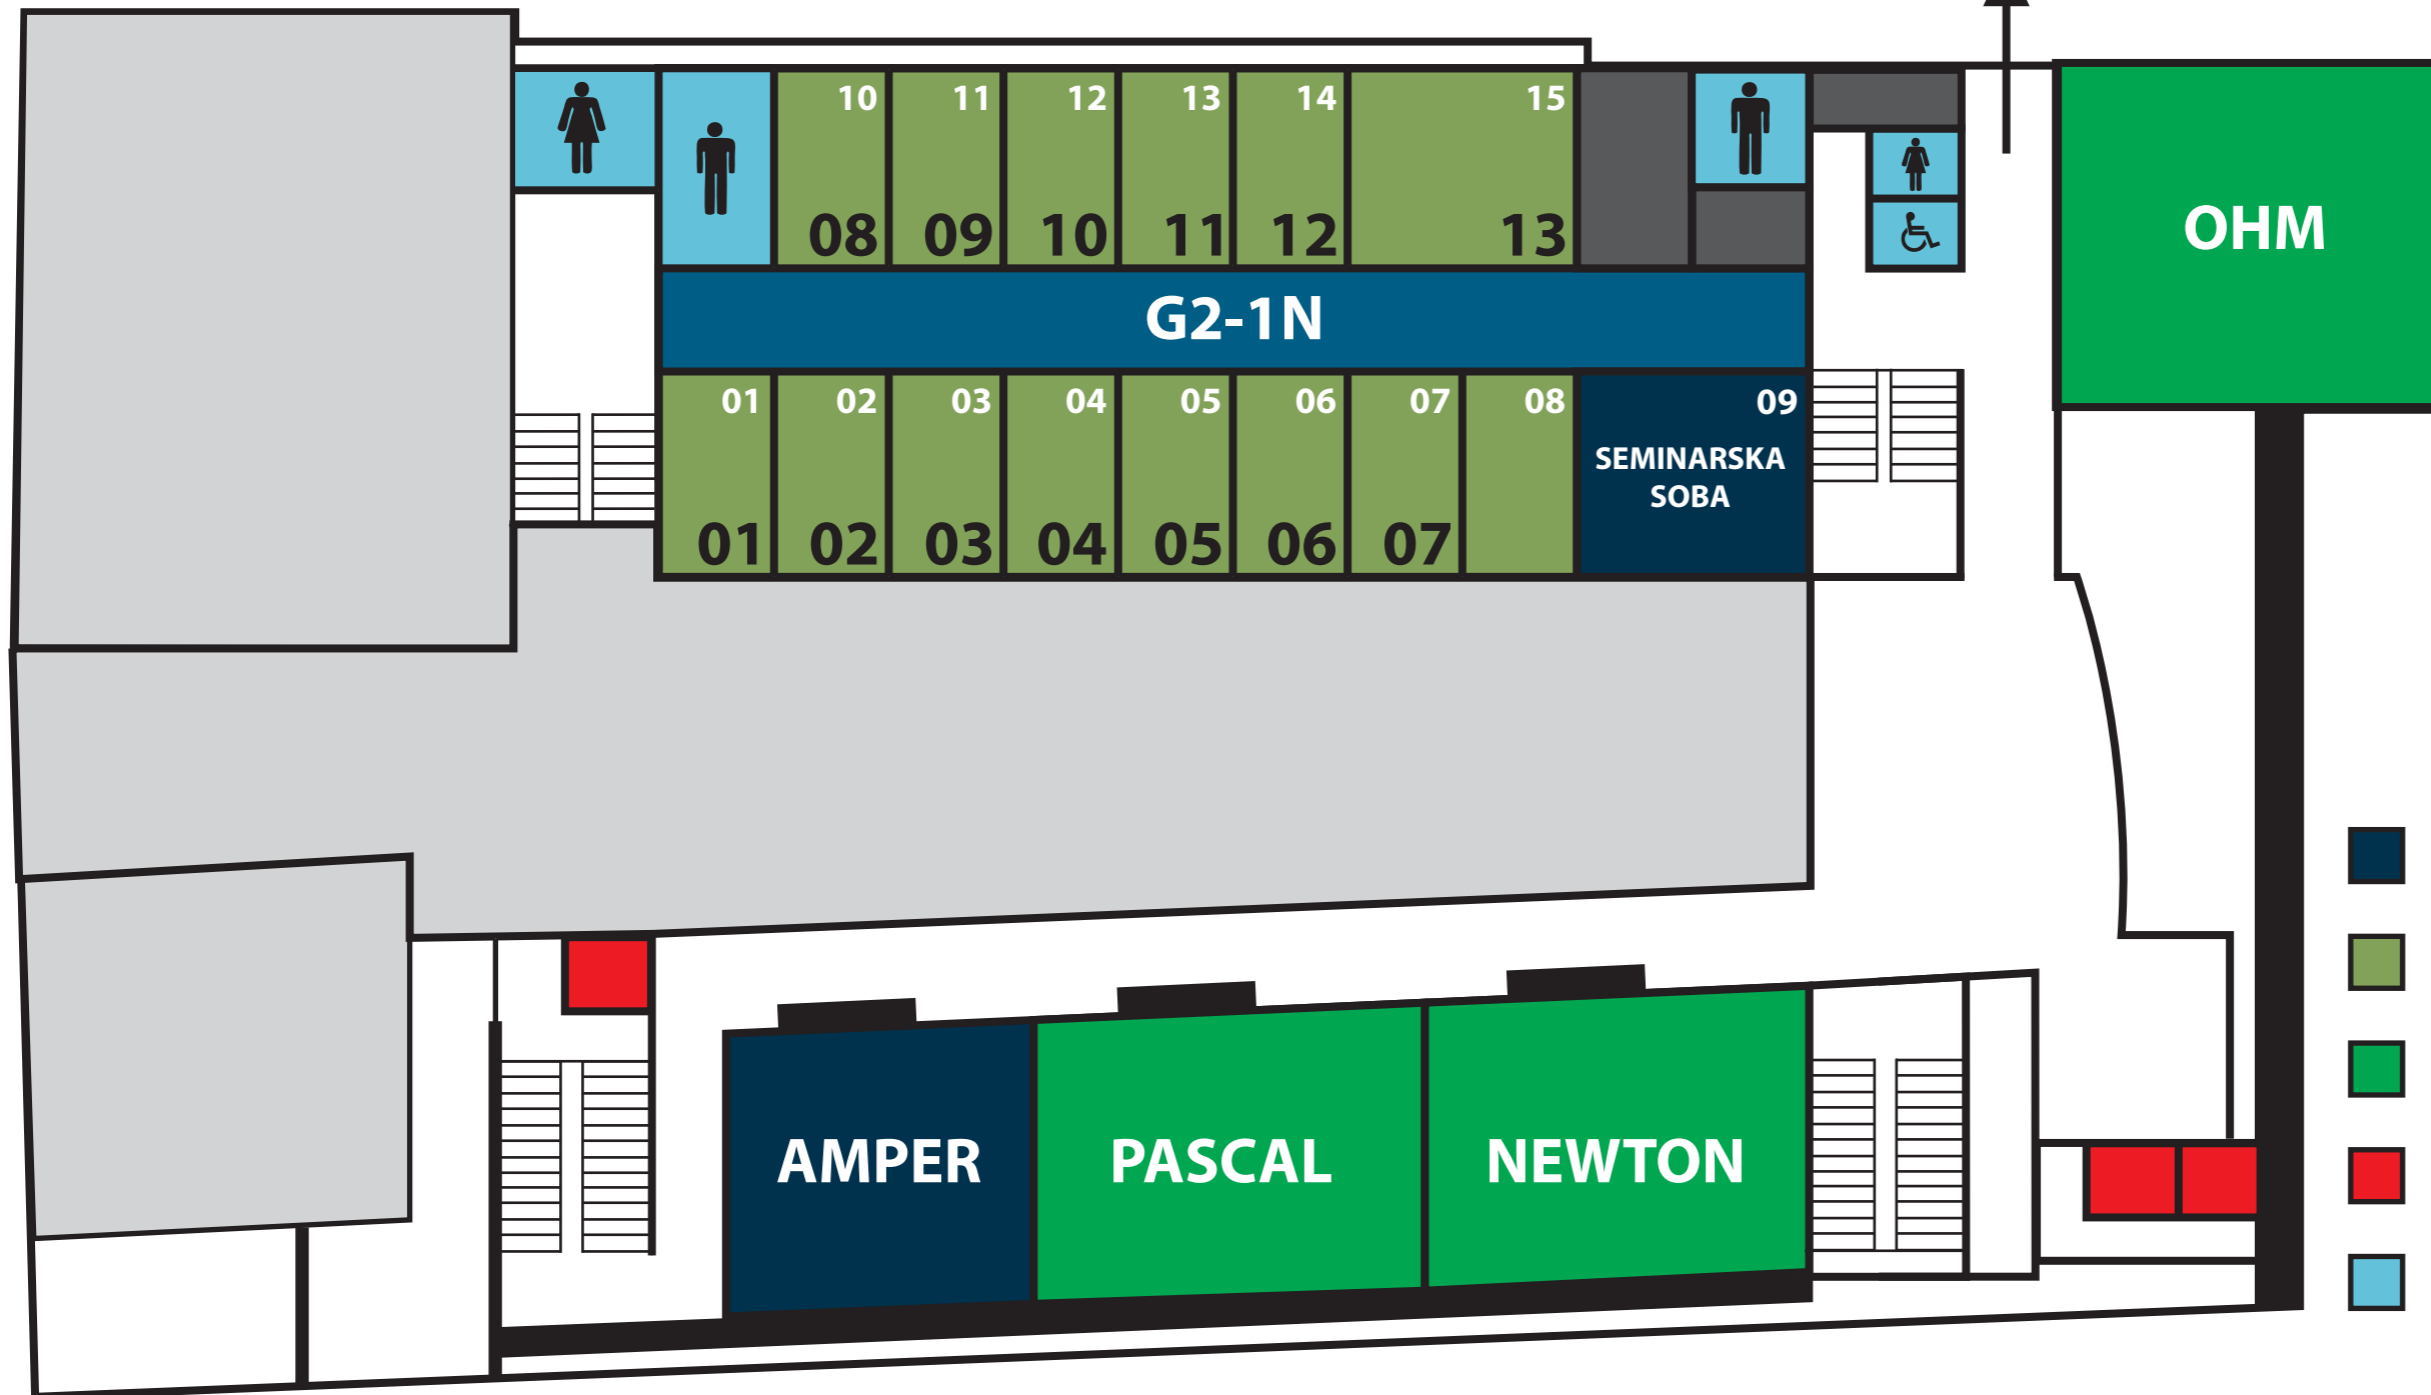 10 11 12 13 14 15
08 09 10 11 12 13
OHM
G2-1N
01 02 03 04 05 06 07 08 09
SEMINARSKA
SOBA
01 02 03 04 05 06 07
AMPER PASCAL NEWTON